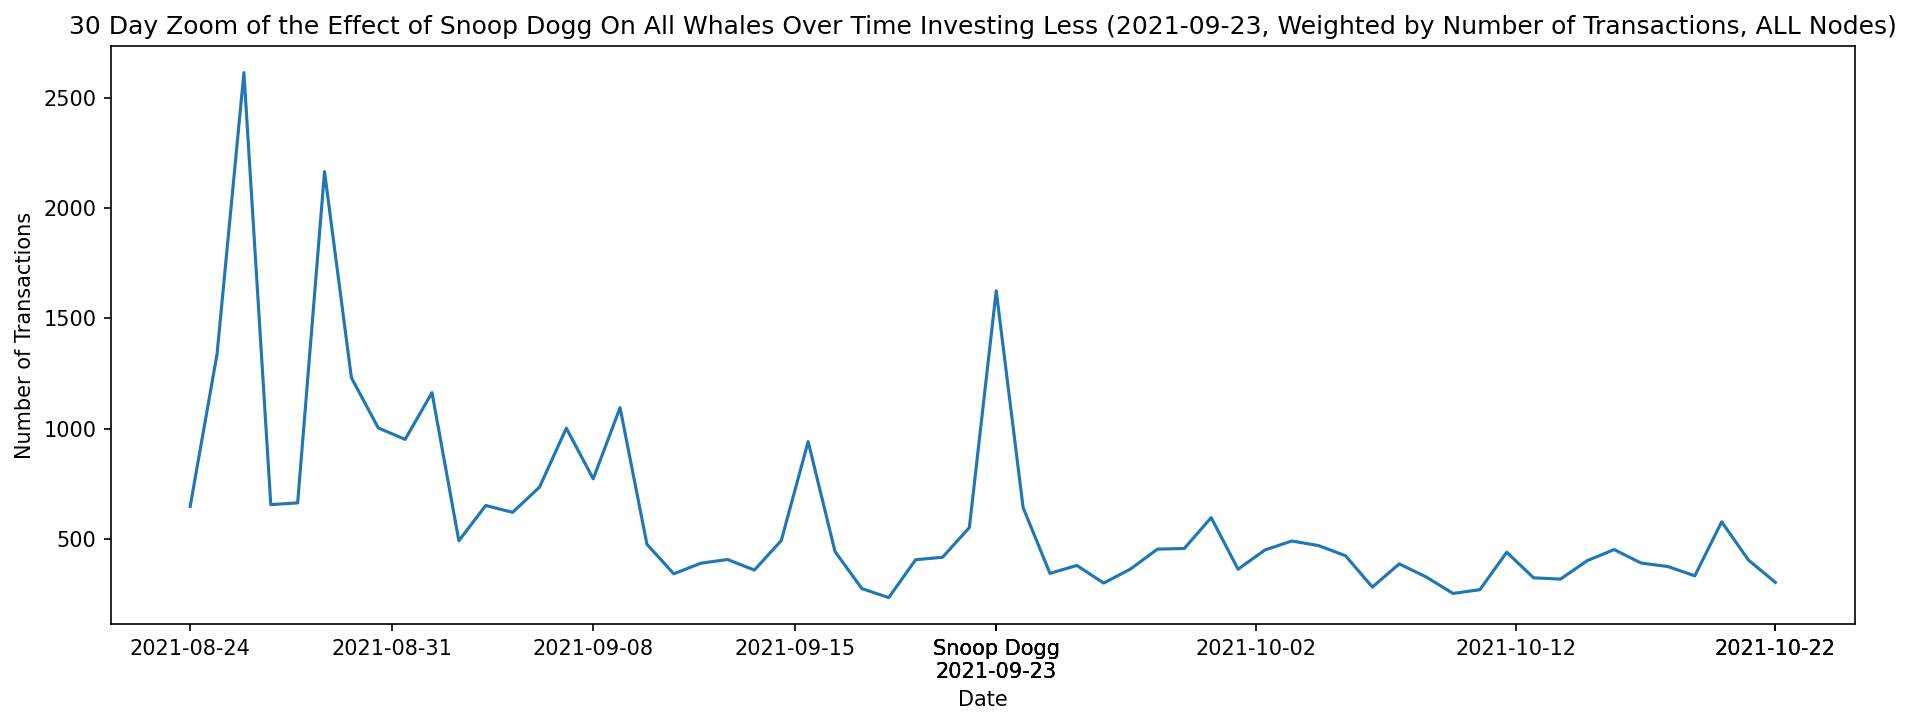 30 Day Zoom of the Effect of Snoop Dogg On All Whales Over Time Investing Less (2021-09-23, Weighted by Number of Transactions, ALL Nodes)
Number of Transactions
2500
2000
1500
1000
500
2021-08-24 2021-08-31 2021-09-08 2021-09-15 Snoop Dogg 2021-10-02 2021-10-12 2021-10-22
2021-09-23
Date